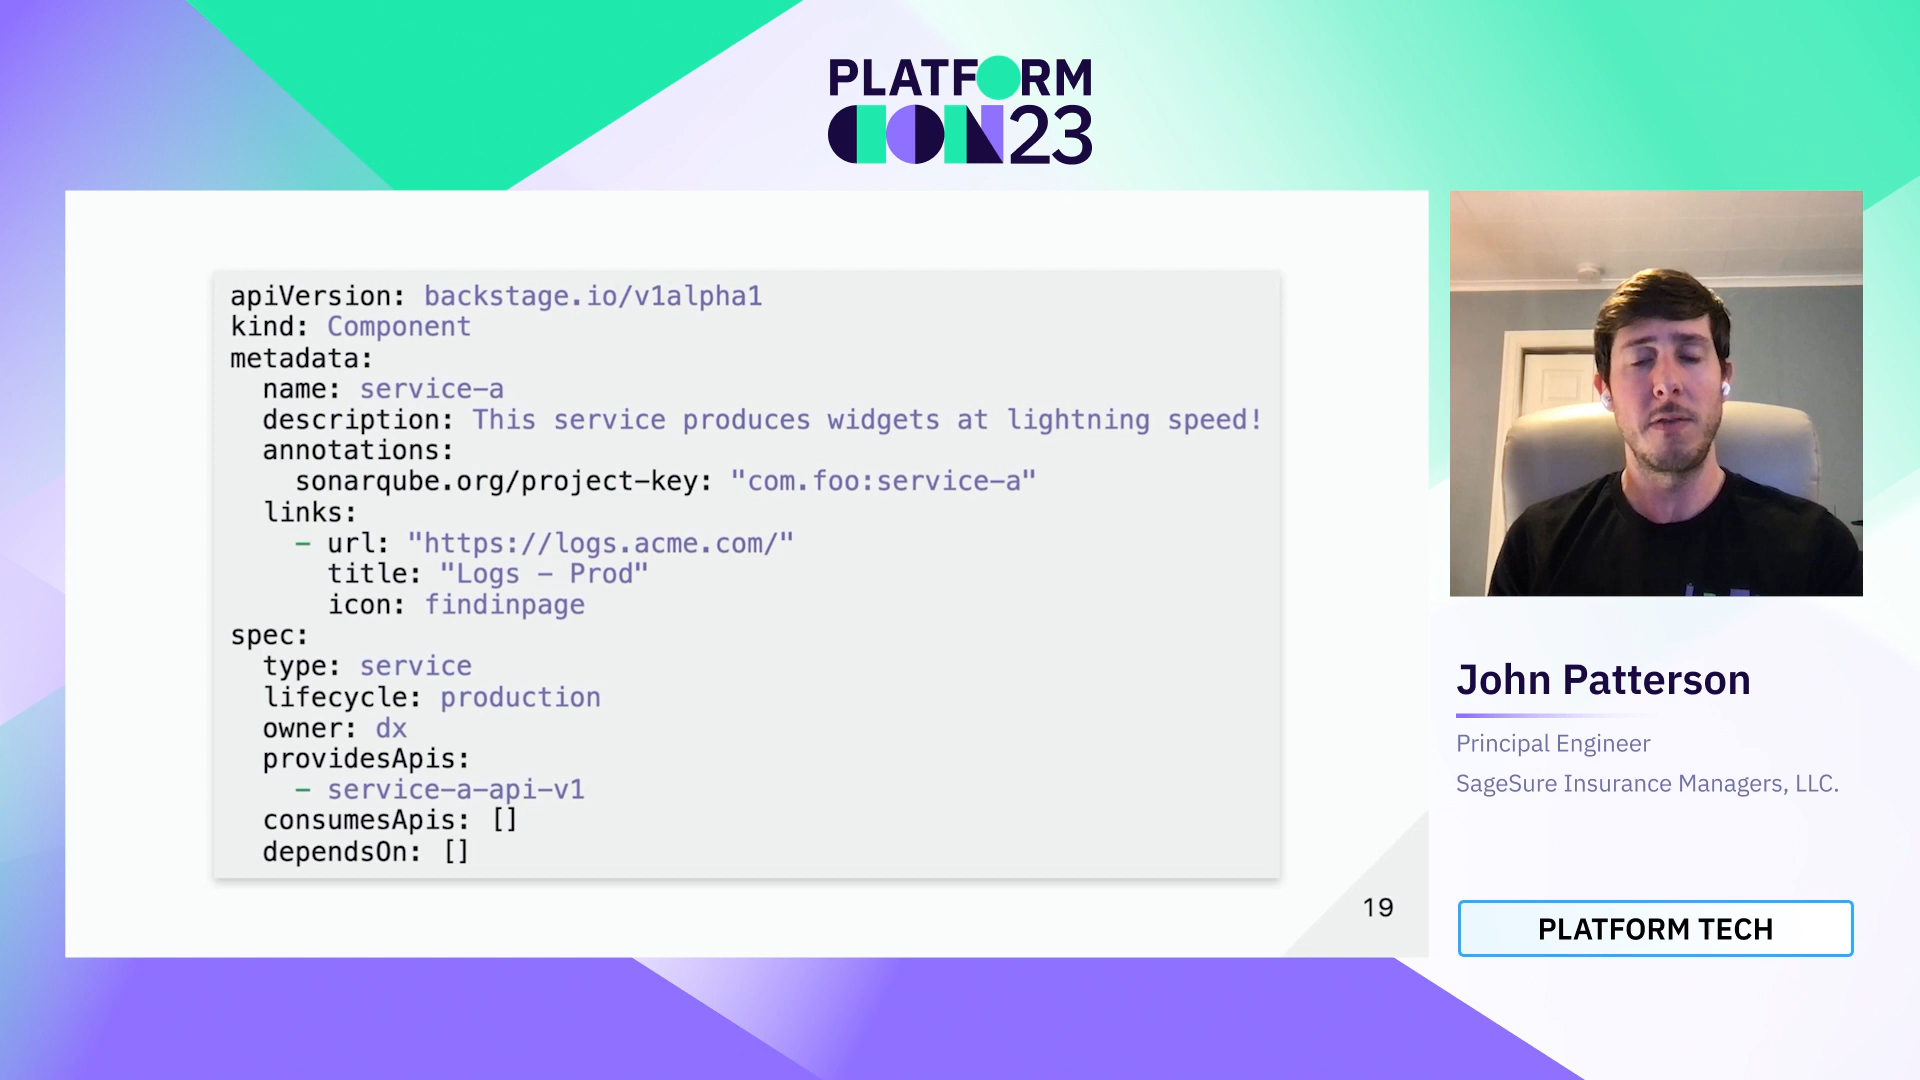 PLATFORM
CON23
apiVersion: backstage.io/v1alpha1
kind: Component
metadata:
  name: service-a
  description: This service produces widgets at lightning speed!
  annotations:
    sonarqube.org/project-key: "com.foo:service-a"
  links:
    - url: "https://logs.acme.com/"
      title: "Logs - Prod"
      icon: findinpage
spec:
  type: service
  lifecycle: production
  owner: dx
  providesApis:
    - service-a-api-v1
  consumesApis: []
  dependsOn: []
19
John Patterson
Principal Engineer
SageSure Insurance Managers, LLC.
PLATFORM TECH